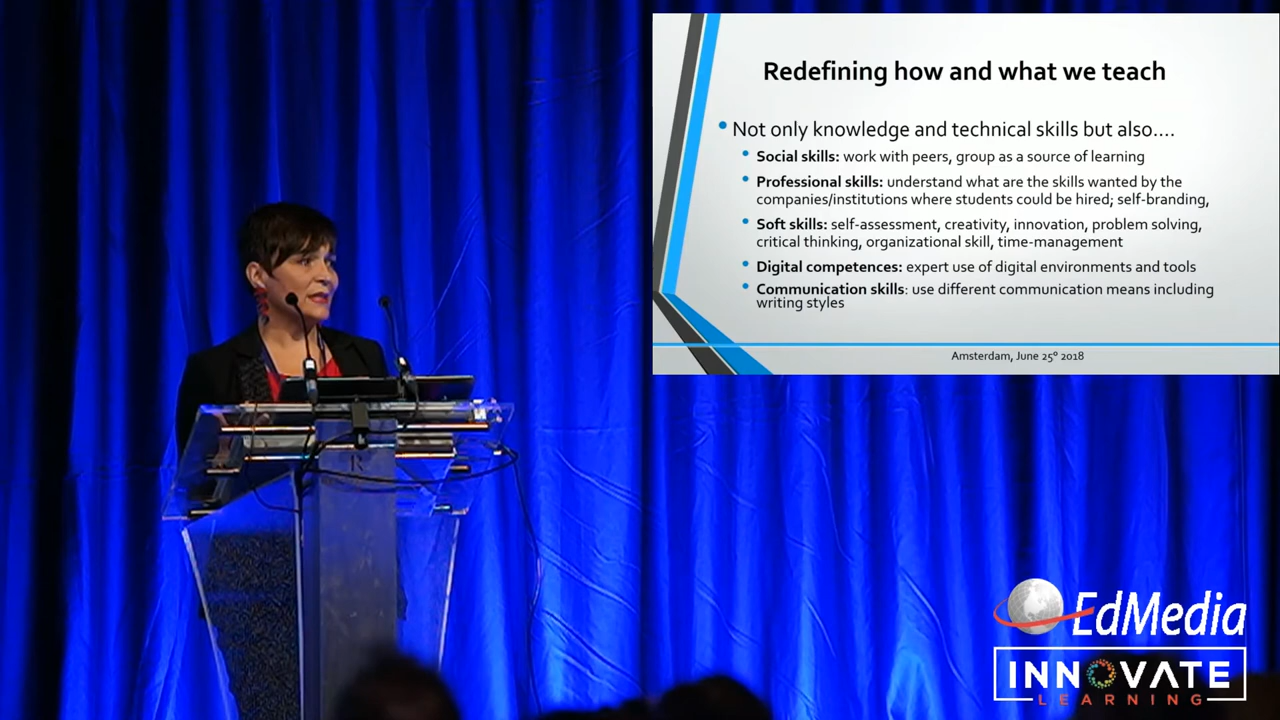 Redefining how and what we teach
Not only knowledge and technical skills but also....
Social skills: work with peers, group as a source of learning
Professional skills: understand what are the skills wanted by the
companies/institutions where students could be hired; self-branding,
Soft skills: self-assessment, creativity, innovation, problem solving,
critical thinking, organizational skill, time-management
Digital competences: expert use of digital environments and tools
Communication skills: use different communication means including
writing styles
Amsterdam, June 25º 2018
R
EdMedia
INNOVATE
LEARNING